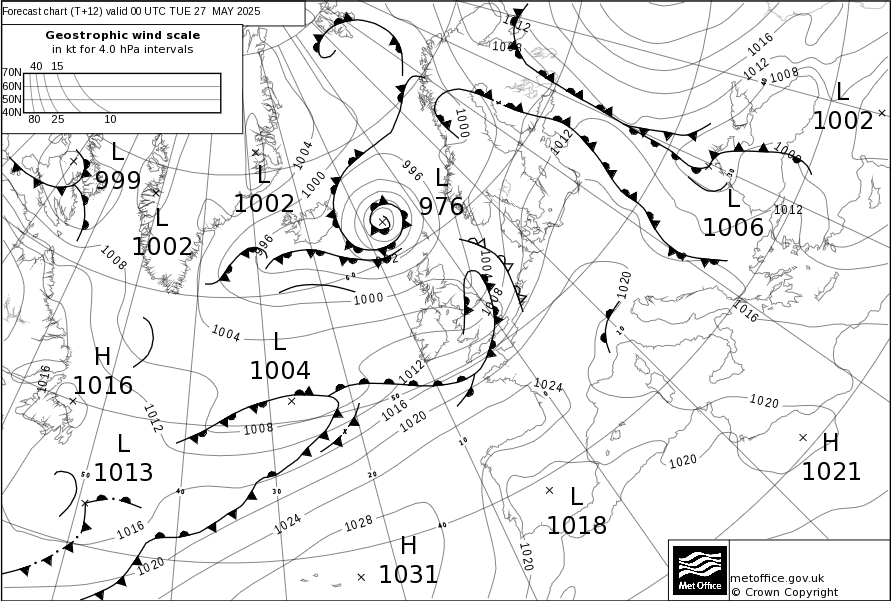 Forecast chart (T+12) valid 00 UTC TUE 27 MAY 2025
Geostrophic wind scale
in kt for 4.0 hPa intervals
40 15
70N
60N
50N
40N
80 25 10
1012
1008
1016
1012
1008
L
1002
1000
1012
1004
996
1008
L
999
L
1002
1000
L
976
L
1002
996
L
1006
1012
1008
60
1000
1004
1008
1020
1016
1004
10
L
1004
H
1016
1016
1012
1024
0
50
1016
1020
1020
1012
1008
10
L
1013
50
40
30
20
H
1021
1020
L
1018
1016
1024
1028
40
1020
H
1031
1020
Met Office
metoffice.gov.uk
© Crown Copyright